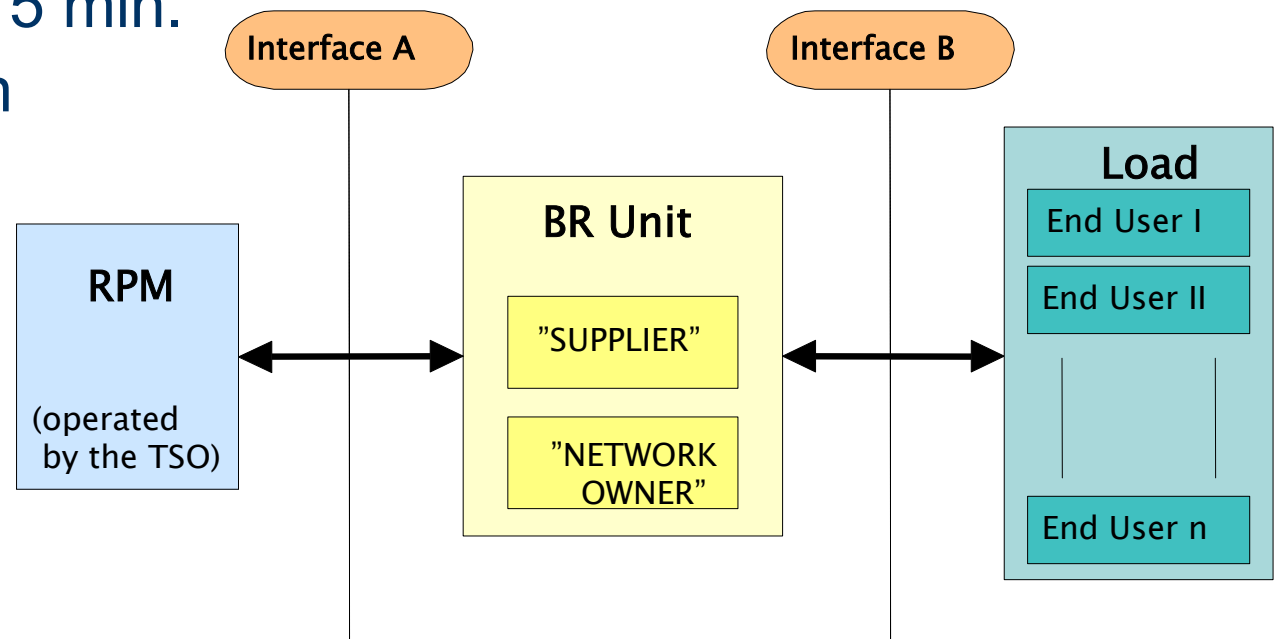 5 min.
Interface A
Interface B
Load
End User I
BR Unit
End User II
RPM
”SUPPLIER”
(operated
by the TSO)
”NETWORK
OWNER”
End User n